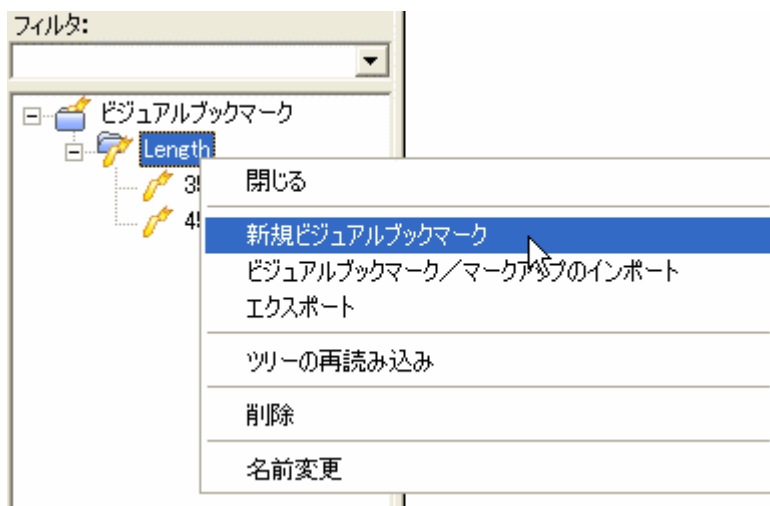 フィルタ:
ビジュアルブックマーク
Length
35
45
閉じる
新規ビジュアルブックマーク
ビジュアルブックマーク／マークアップのインポート
エクスポート
ツリーの再読み込み
削除
名前変更